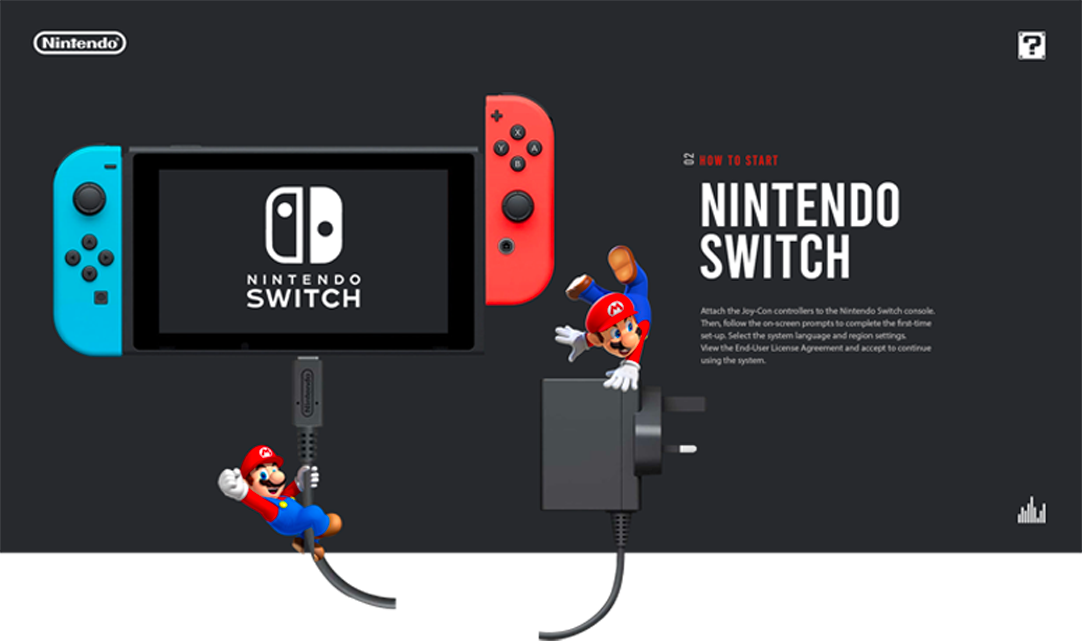 Nintendo
?
02 HOW TO START
NINTENDO
SWITCH
Attach the Joy-Con controllers to the Nintendo Switch console.
Then, follow the on-screen prompts to complete the first-time
set-up. Select the system language and region settings.
View the End-User License Agreement and accept to continue
using the system.
NINTENDO
SWITCH
X
Y
A
B
M
Nintendo
M